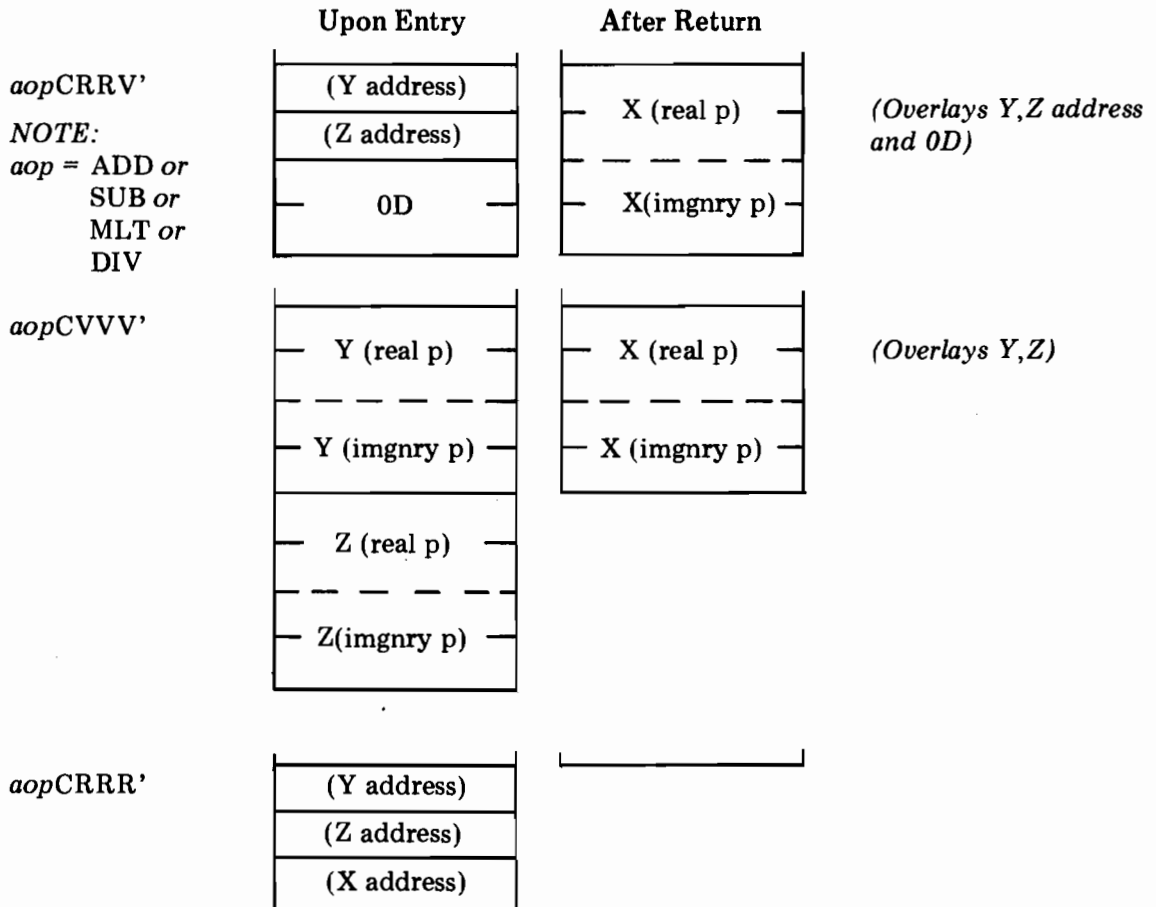 Upon Entry
After Return
aopCRRV’
(Y address)
X (real p)
(Overlays Y,Z address
and 0D)
NOTE:
(Z address)
aop = ADD or
SUB or
MLT or
DIV
0D
X(imgnry p)
aopCVVV’
Y (real p)
X (real p)
(Overlays Y,Z)
Y (imgnry p)
X (imgnry p)
Z (real p)
Z(imgnry p)
aopCRRR’
(Y address)
(Z address)
(X address)